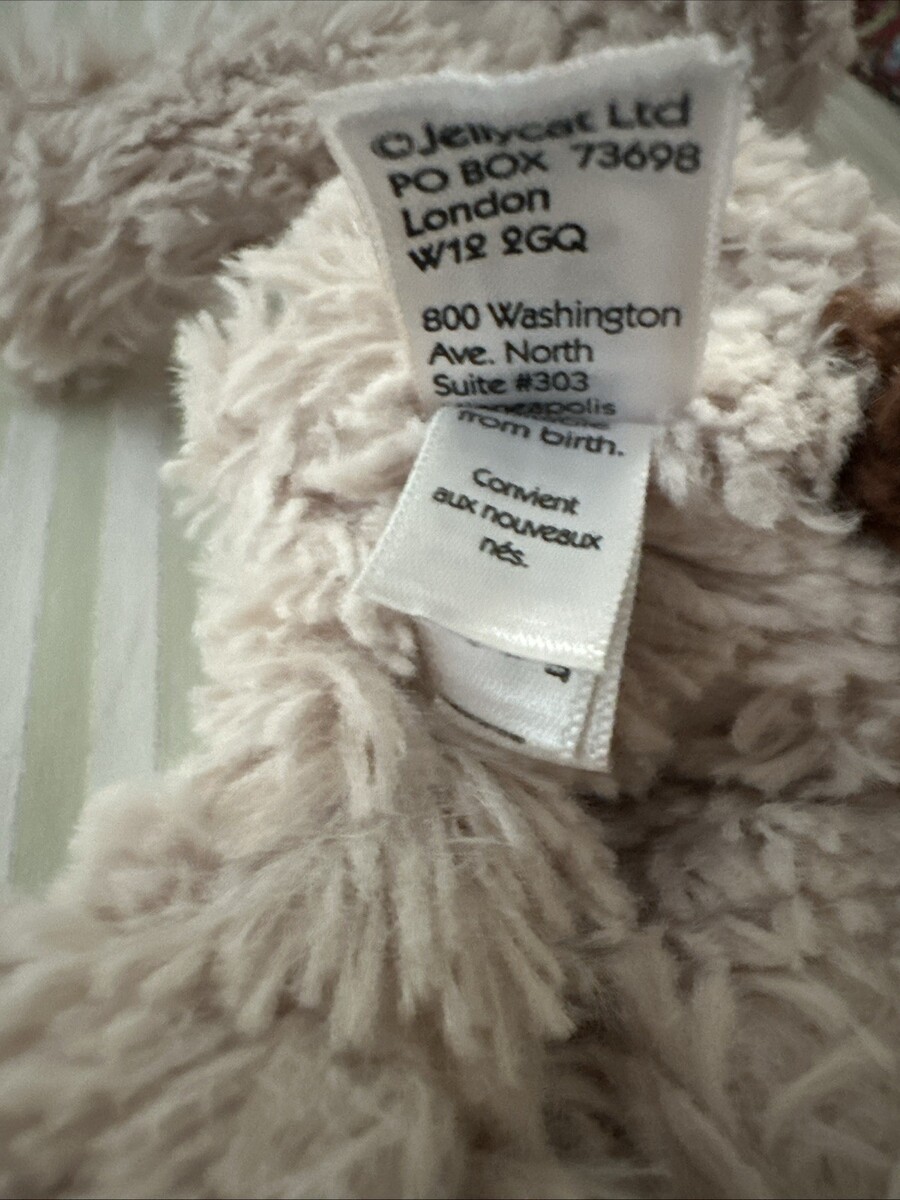 ©Jellycat Ltd
PO BOX 73698
London
W12 2GQ
800 Washington
Ave. North
Suite #303
from birth.
Convient
aux nouveaux
nés.